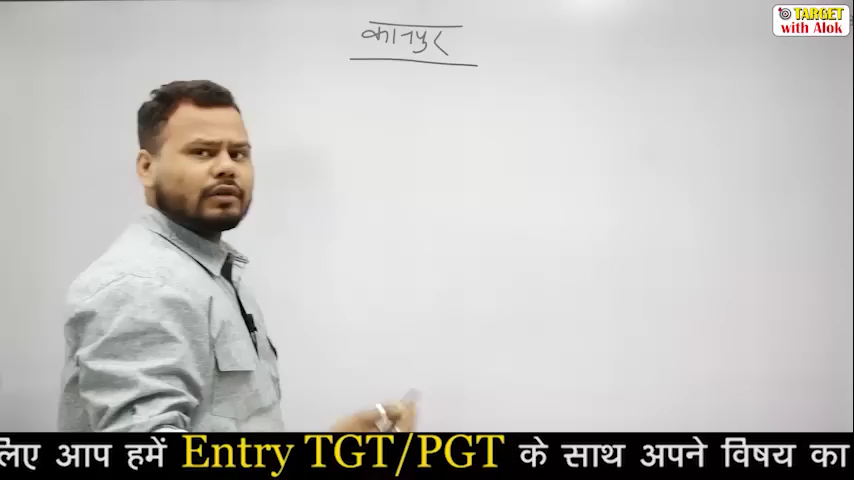 TARGET
with Alok
कानपुर
लिए आप हमें Entry TGT/PGT के साथ अपने विषय का